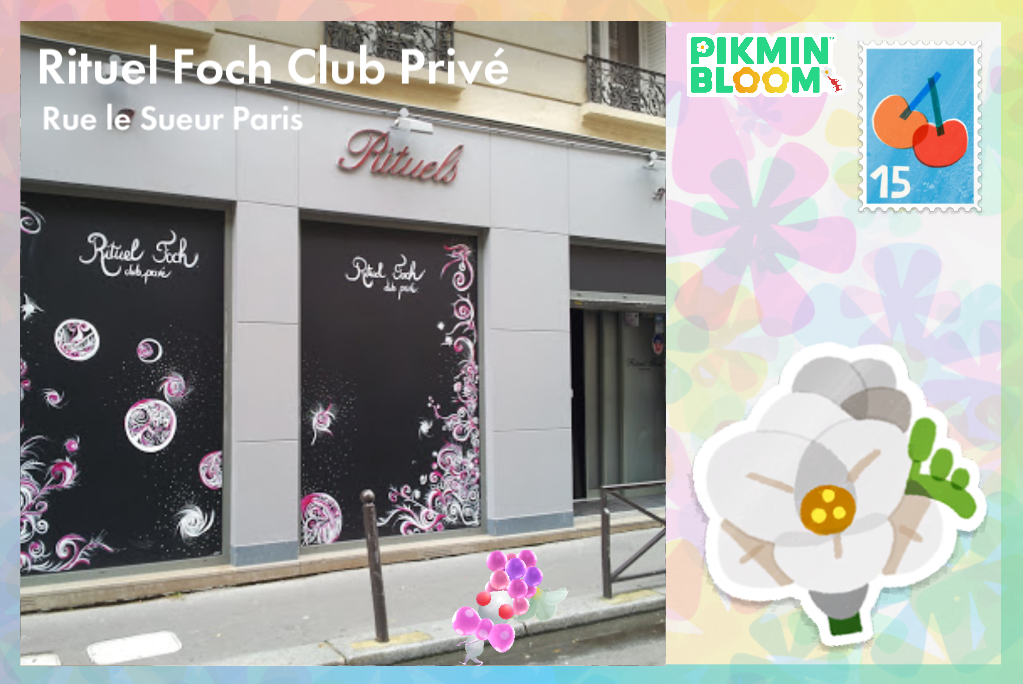 Rituel Foch Club Privé
Rue le Sueur Paris
PIKMIN
BLOOM
15
Rituels
Rituel Foch
club privé
Rituel Foch
club privé